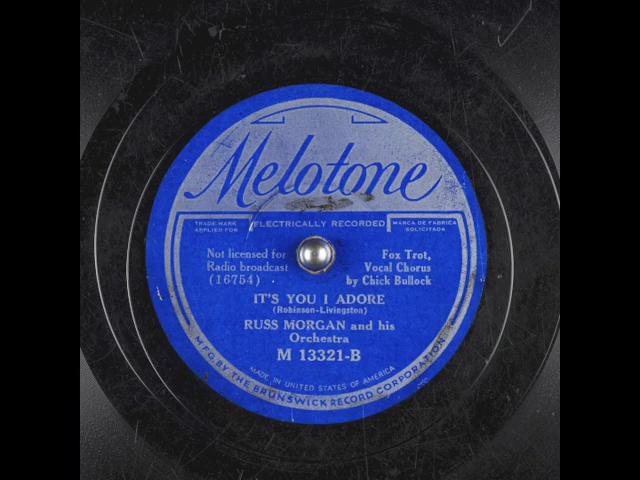 Melotone
TRADE MARK
APPLIED FOR
ELECTRICALLY RECORDED
MARCA DE FABRICA
SOLICITADA
Not licensed for
Radio broadcast
(16754)
Fox Trot,
Vocal Chorus
by Chick Bullock
IT'S YOU I ADORE
(Robinson-Livingston)
RUSS MORGAN and his
Orchestra
M 13321-B
MADE IN UNITED STATES OF AMERICA
MFG. BY THE BRUNSWICK RECORD CORPORATION